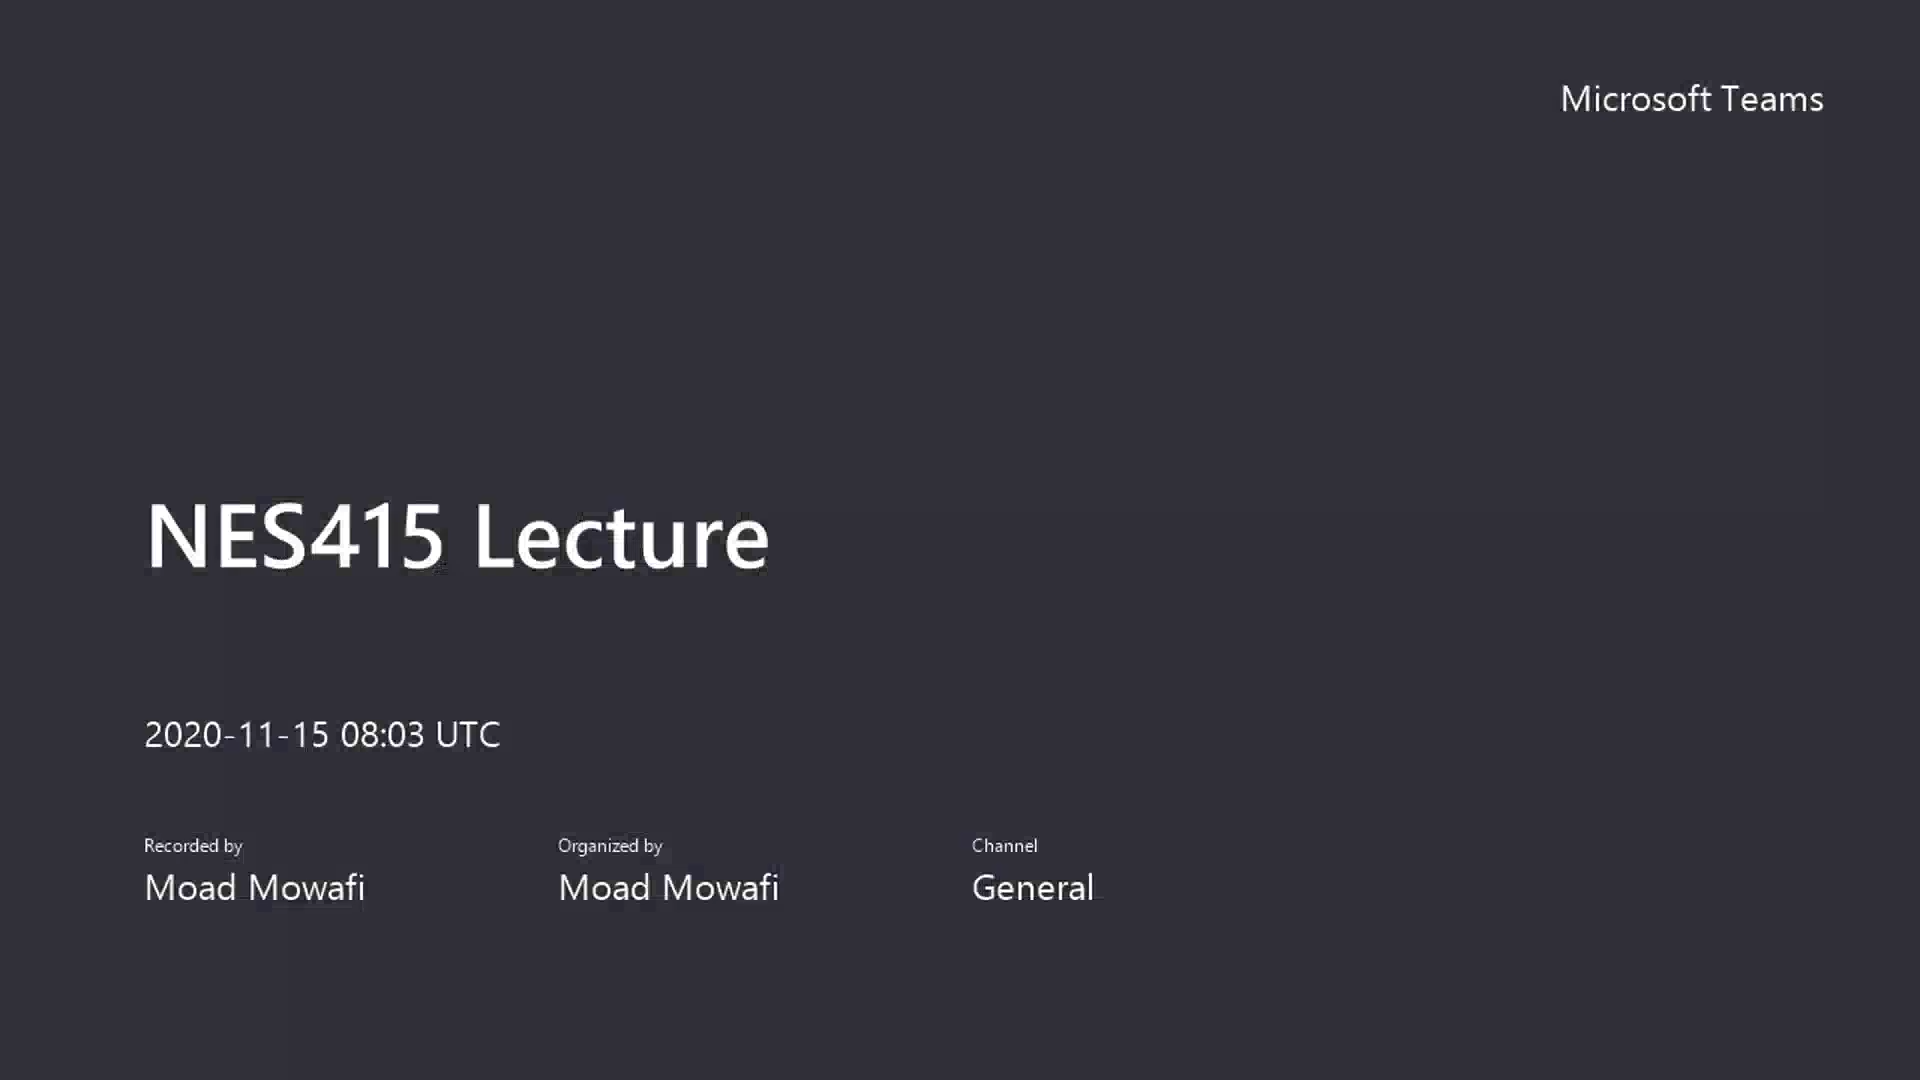 Microsoft Teams
NES415 Lecture
2020-11-15 08:03 UTC
Recorded by
Moad Mowafi
Organized by
Moad Mowafi
Channel
General